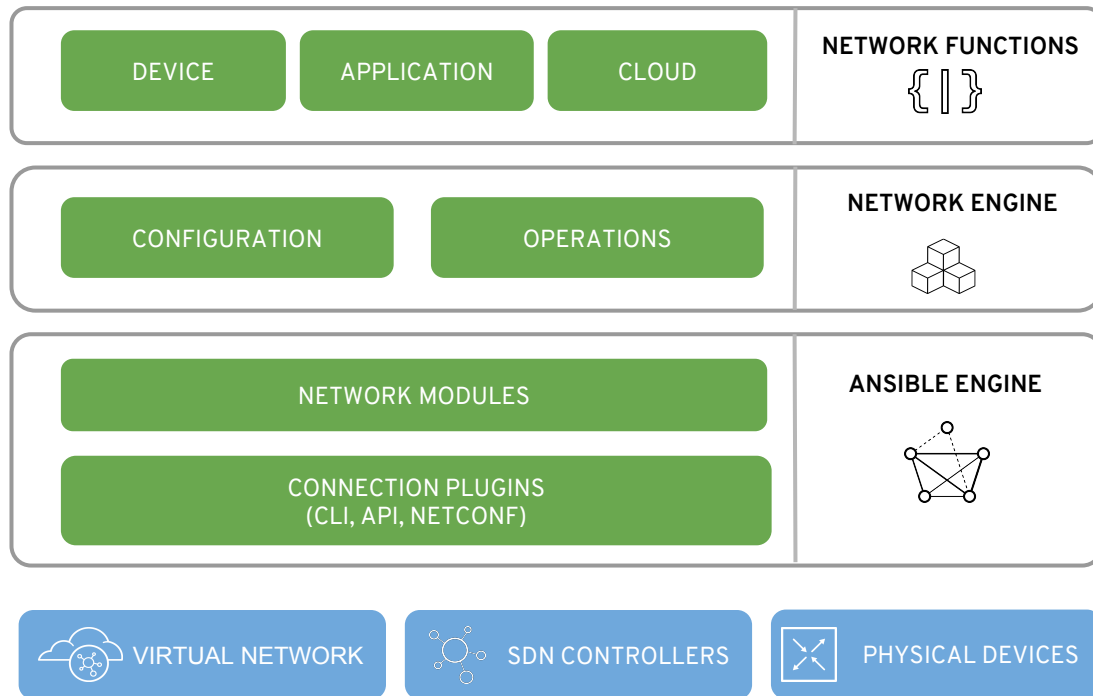 DEVICE
APPLICATION
CLOUD
NETWORK FUNCTIONS
CONFIGURATION
OPERATIONS
NETWORK ENGINE
NETWORK MODULES
CONNECTION PLUGINS
(CLI, API, NETCONF)
ANSIBLE ENGINE
VIRTUAL NETWORK
SDN CONTROLLERS
PHYSICAL DEVICES